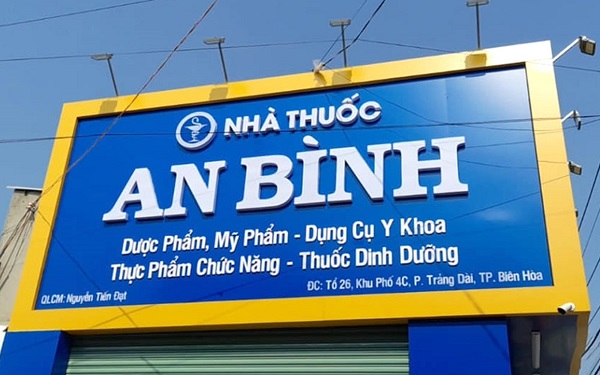 NHÀ THUỐC
AN BÌNH
Dược Phẩm, Mỹ Phẩm - Dụng Cụ Y Khoa
Thực Phẩm Chức Năng - Thuốc Dinh Dưỡng
QLCM: Nguyễn Tiến Đạt
ĐC: Tổ 26, Khu Phố 4C, P. Trảng Dài, TP. Biên Hòa